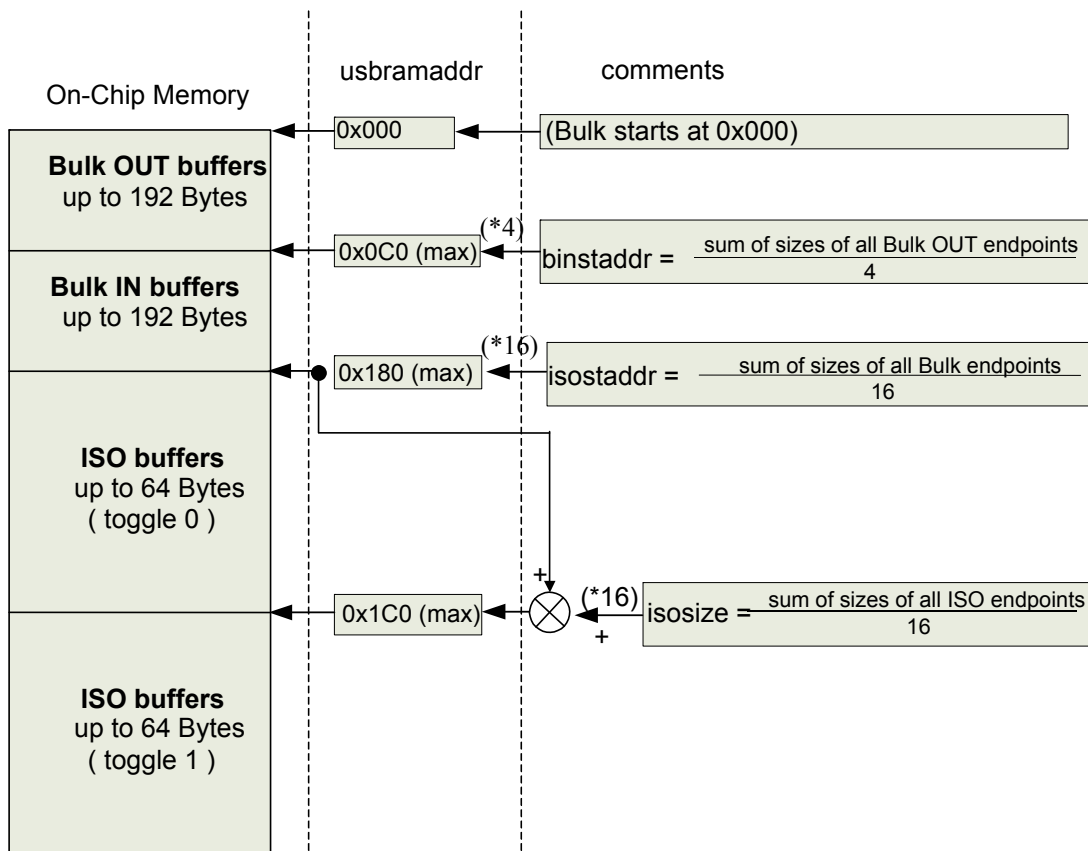 usbramaddr
comments
On-Chip Memory
0x000
(Bulk starts at 0x000)
Bulk OUT buffers
up to 192 Bytes
0x0C0 (max)
(*4)
binstaddr =
sum of sizes of all Bulk OUT endpoints
4
Bulk IN buffers
up to 192 Bytes
0x180 (max)
(*16)
isostaddr =
sum of sizes of all Bulk endpoints
16
ISO buffers
up to 64 Bytes
( toggle 0 )
+
0x1C0 (max)
(*16)
+
isosize =
sum of sizes of all ISO endpoints
16
ISO buffers
up to 64 Bytes
( toggle 1 )